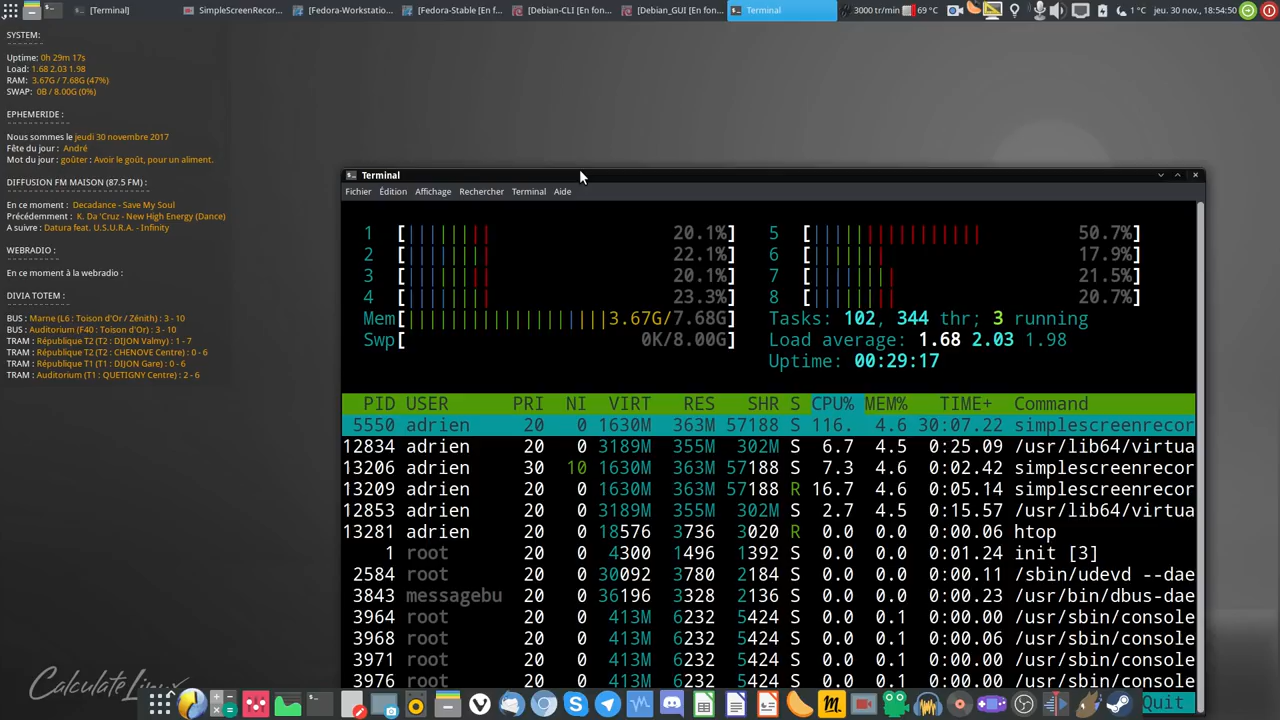 [Terminal]
SimpleScreenRecor...
[Fedora-Workstatio...
[Fedora-Stable [En f...
[Debian-CLI [En fon...
[Debian_GUI [En fon...
Terminal
3000 tr/min
69 °C
1 °C
jeu. 30 nov., 18:54:50
SYSTEM:
Uptime: 0h 29m 17s
Load: 1.68 2.03 1.98
RAM: 3.67G / 7.68G (47%)
SWAP: 0B / 8.00G (0%)
EPHEMERIDE :
Nous sommes le jeudi 30 novembre 2017
Fête du jour : André
Mot du jour : goûter : Avoir le goût, pour un aliment.
DIFFUSION FM MAISON (87.5 FM) :
En ce moment : Decadance - Save My Soul
Précédemment : K. Da 'Cruz - New High Energy (Dance)
A suivre : Datura feat. U.S.U.R.A. - Infinity
WEBRADIO :
En ce moment à la webradio :
DIVIA TOTEM :
BUS : Marne (L6 : Toison d'Or / Zénith) : 3 - 10
BUS : Auditorium (F40 : Toison d'Or) : 3 - 10
TRAM : République T2 (T2 : DIJON Valmy) : 1 - 7
TRAM : République T2 (T2 : CHENOVE Centre) : 0 - 6
TRAM : République T1 (T1 : DIJON Gare) : 0 - 6
TRAM : Auditorium (T1 : QUETIGNY Centre) : 2 - 6
Terminal
Fichier Édition Affichage Rechercher Terminal Aide
1 [||||||||| 20.1%] 5 [|||||||||||||||| 50.7%]
2 [||||||||| 22.1%] 6 [||||||| 17.9%]
3 [||||||||| 20.1%] 7 [|||||||| 21.5%]
4 [||||||||| 23.3%] 8 [|||||||| 20.7%]
Mem[|||||||||||||||||||3.67G/7.68G] Tasks: 102, 344 thr; 3 running
Swp[ 0K/8.00G] Load average: 1.68 2.03 1.98
Uptime: 00:29:17
PID USER PRI NI VIRT RES SHR S CPU% MEM% TIME+ Command
5550 adrien 20 0 1630M 363M 57188 S 116. 4.6 30:07.22 simplescreenrecor
12834 adrien 20 0 3189M 355M 302M S 6.7 4.5 0:25.09 /usr/lib64/virtua
13206 adrien 30 10 1630M 363M 57188 S 7.3 4.6 0:02.42 simplescreenrecor
13209 adrien 20 0 1630M 363M 57188 R 16.7 4.6 0:05.14 simplescreenrecor
12853 adrien 20 0 3189M 355M 302M S 2.7 4.5 0:15.57 /usr/lib64/virtua
13281 adrien 20 0 18576 3736 3020 R 0.0 0.0 0:00.06 htop
1 root 20 0 4300 1496 1392 S 0.0 0.0 0:01.24 init [3]
2584 root 20 0 30092 3780 2184 S 0.0 0.0 0:00.11 /sbin/udevd --dae
3843 messagebu 20 0 36196 3328 2136 S 0.0 0.0 0:00.23 /usr/bin/dbus-dae
3964 root 20 0 413M 6232 5424 S 0.0 0.1 0:00.00 /usr/sbin/console
3968 root 20 0 413M 6232 5424 S 0.0 0.1 0:00.06 /usr/sbin/console
3971 root 20 0 413M 6232 5424 S 0.0 0.1 0:00.00 /usr/sbin/console
3976 root 20 0 413M 6232 5424 S 0.0 0.1 0:00.00 /usr/sbin/console
Calculate Linux
Quit